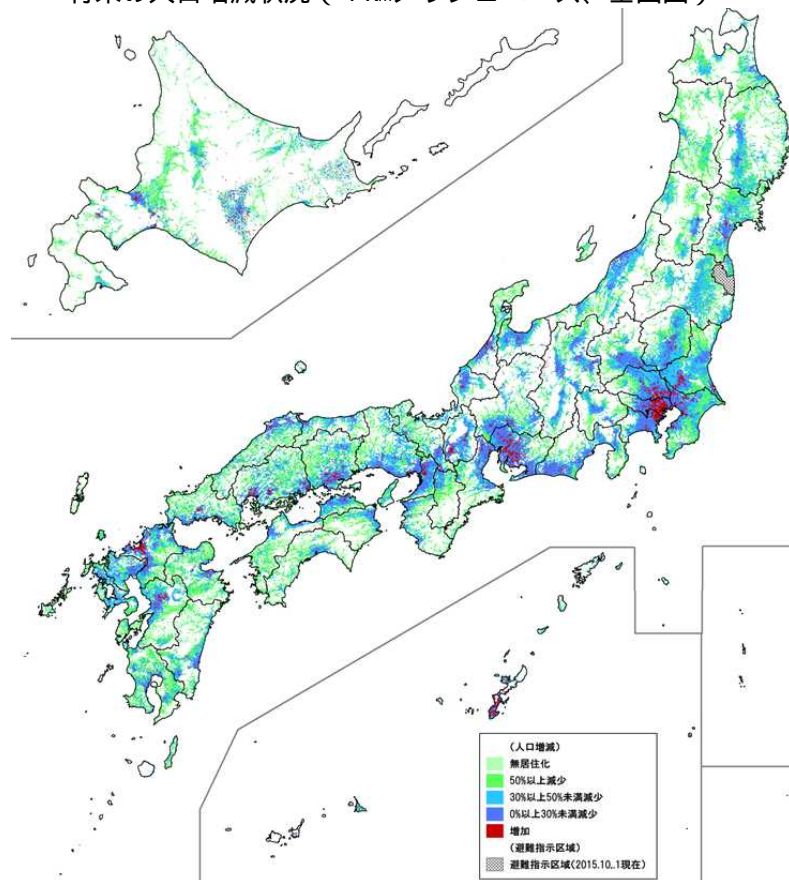 (人口増減)
無居住化
50%以上減少
30%以上50%未満減少
0%以上30%未満減少
増加
(避難指示区域)
避難指示区域(2015.10..1現在)